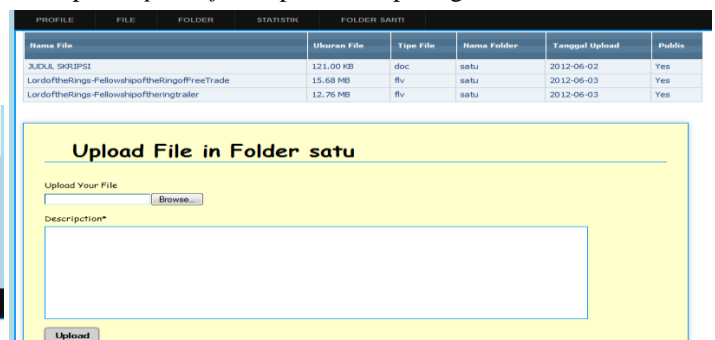 PROFILE FILE FOLDER STATISTIK FOLDER SANTI
Nama File Ukuran File Tipe File Nama Folder Tanggal Upload Publis
JUDUL SKRIPSI 121.00 KB doc satu 2012-06-02 Yes
LordoftheRings-FellowshipoftheRingofFreeTrade 15.68 MB flv satu 2012-06-03 Yes
LordoftheRings-Fellowshipoftheringtrailer 12.76 MB flv satu 2012-06-03 Yes
Upload File in Folder satu
Upload Your File
Browse...
Descripction*
Upload